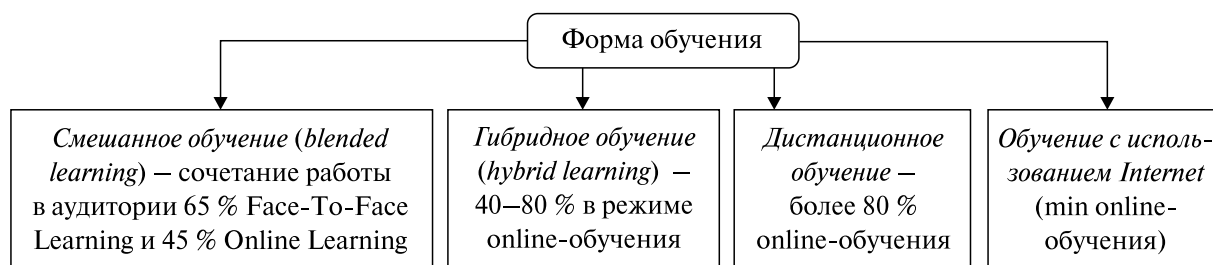 Форма обучения
Смешанное обучение (blended
learning) – сочетание работы
в аудитории 65 % Face-To-Face
Learning и 45 % Online Learning
Гибридное обучение
(hybrid learning) –
40–80 % в режиме
online-обучения
Дистанционное
обучение –
более 80 %
online-обучения
Обучение с исполь-
зованием Internet
(min online-
обучения)